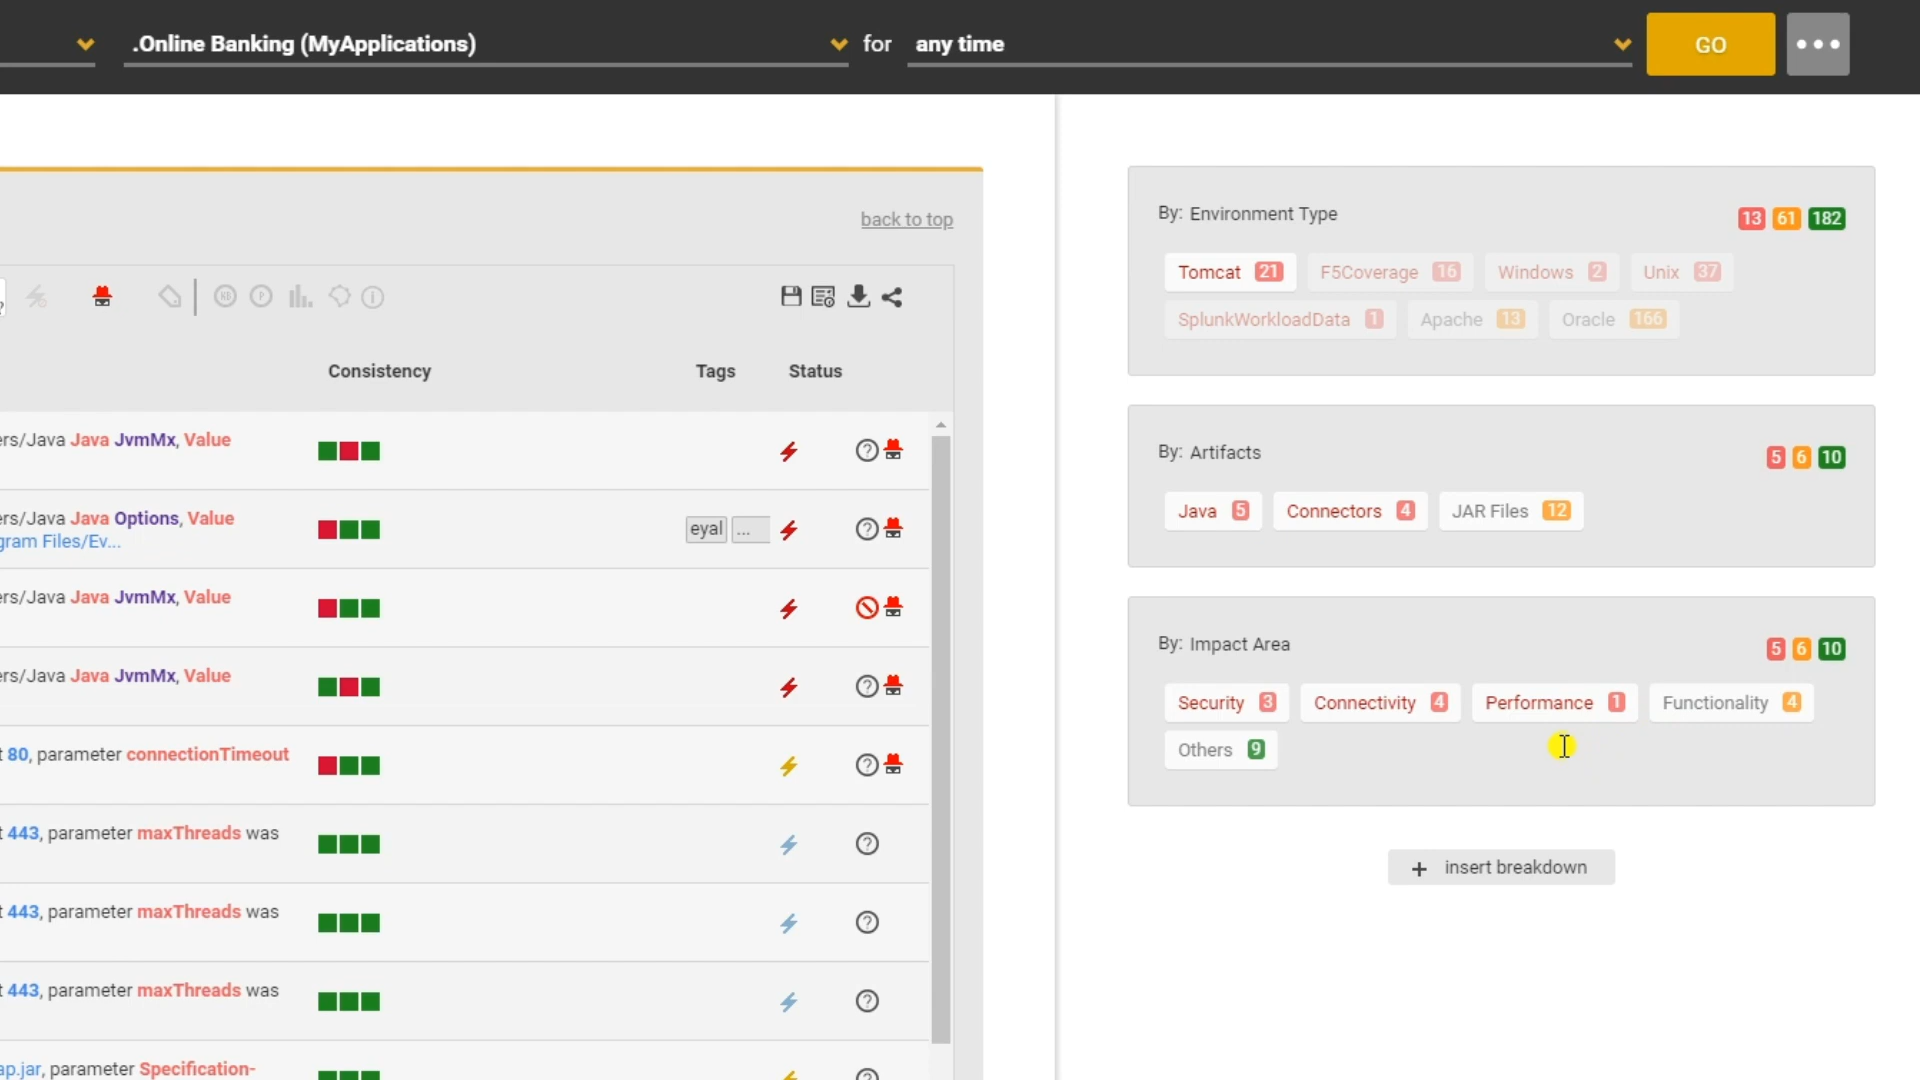 .Online Banking (MyApplications) for any time GO
back to top
Consistency Tags Status
ers/Java Java JvmMx, Value
ers/Java Java Options, Value
gram Files/Ev...
eyal ...
ers/Java Java JvmMx, Value
ers/Java Java JvmMx, Value
t 80, parameter connectionTimeout
t 443, parameter maxThreads was
t 443, parameter maxThreads was
t 443, parameter maxThreads was
ap.jar, parameter Specification-
By: Environment Type 13 61 182
Tomcat 21 F5Coverage 16 Windows 2 Unix 37
SplunkWorkloadData 1 Apache 13 Oracle 166
By: Artifacts 5 6 10
Java 5 Connectors 4 JAR Files 12
By: Impact Area 5 6 10
Security 3 Connectivity 4 Performance 1 Functionality 4
Others 9
+ insert breakdown